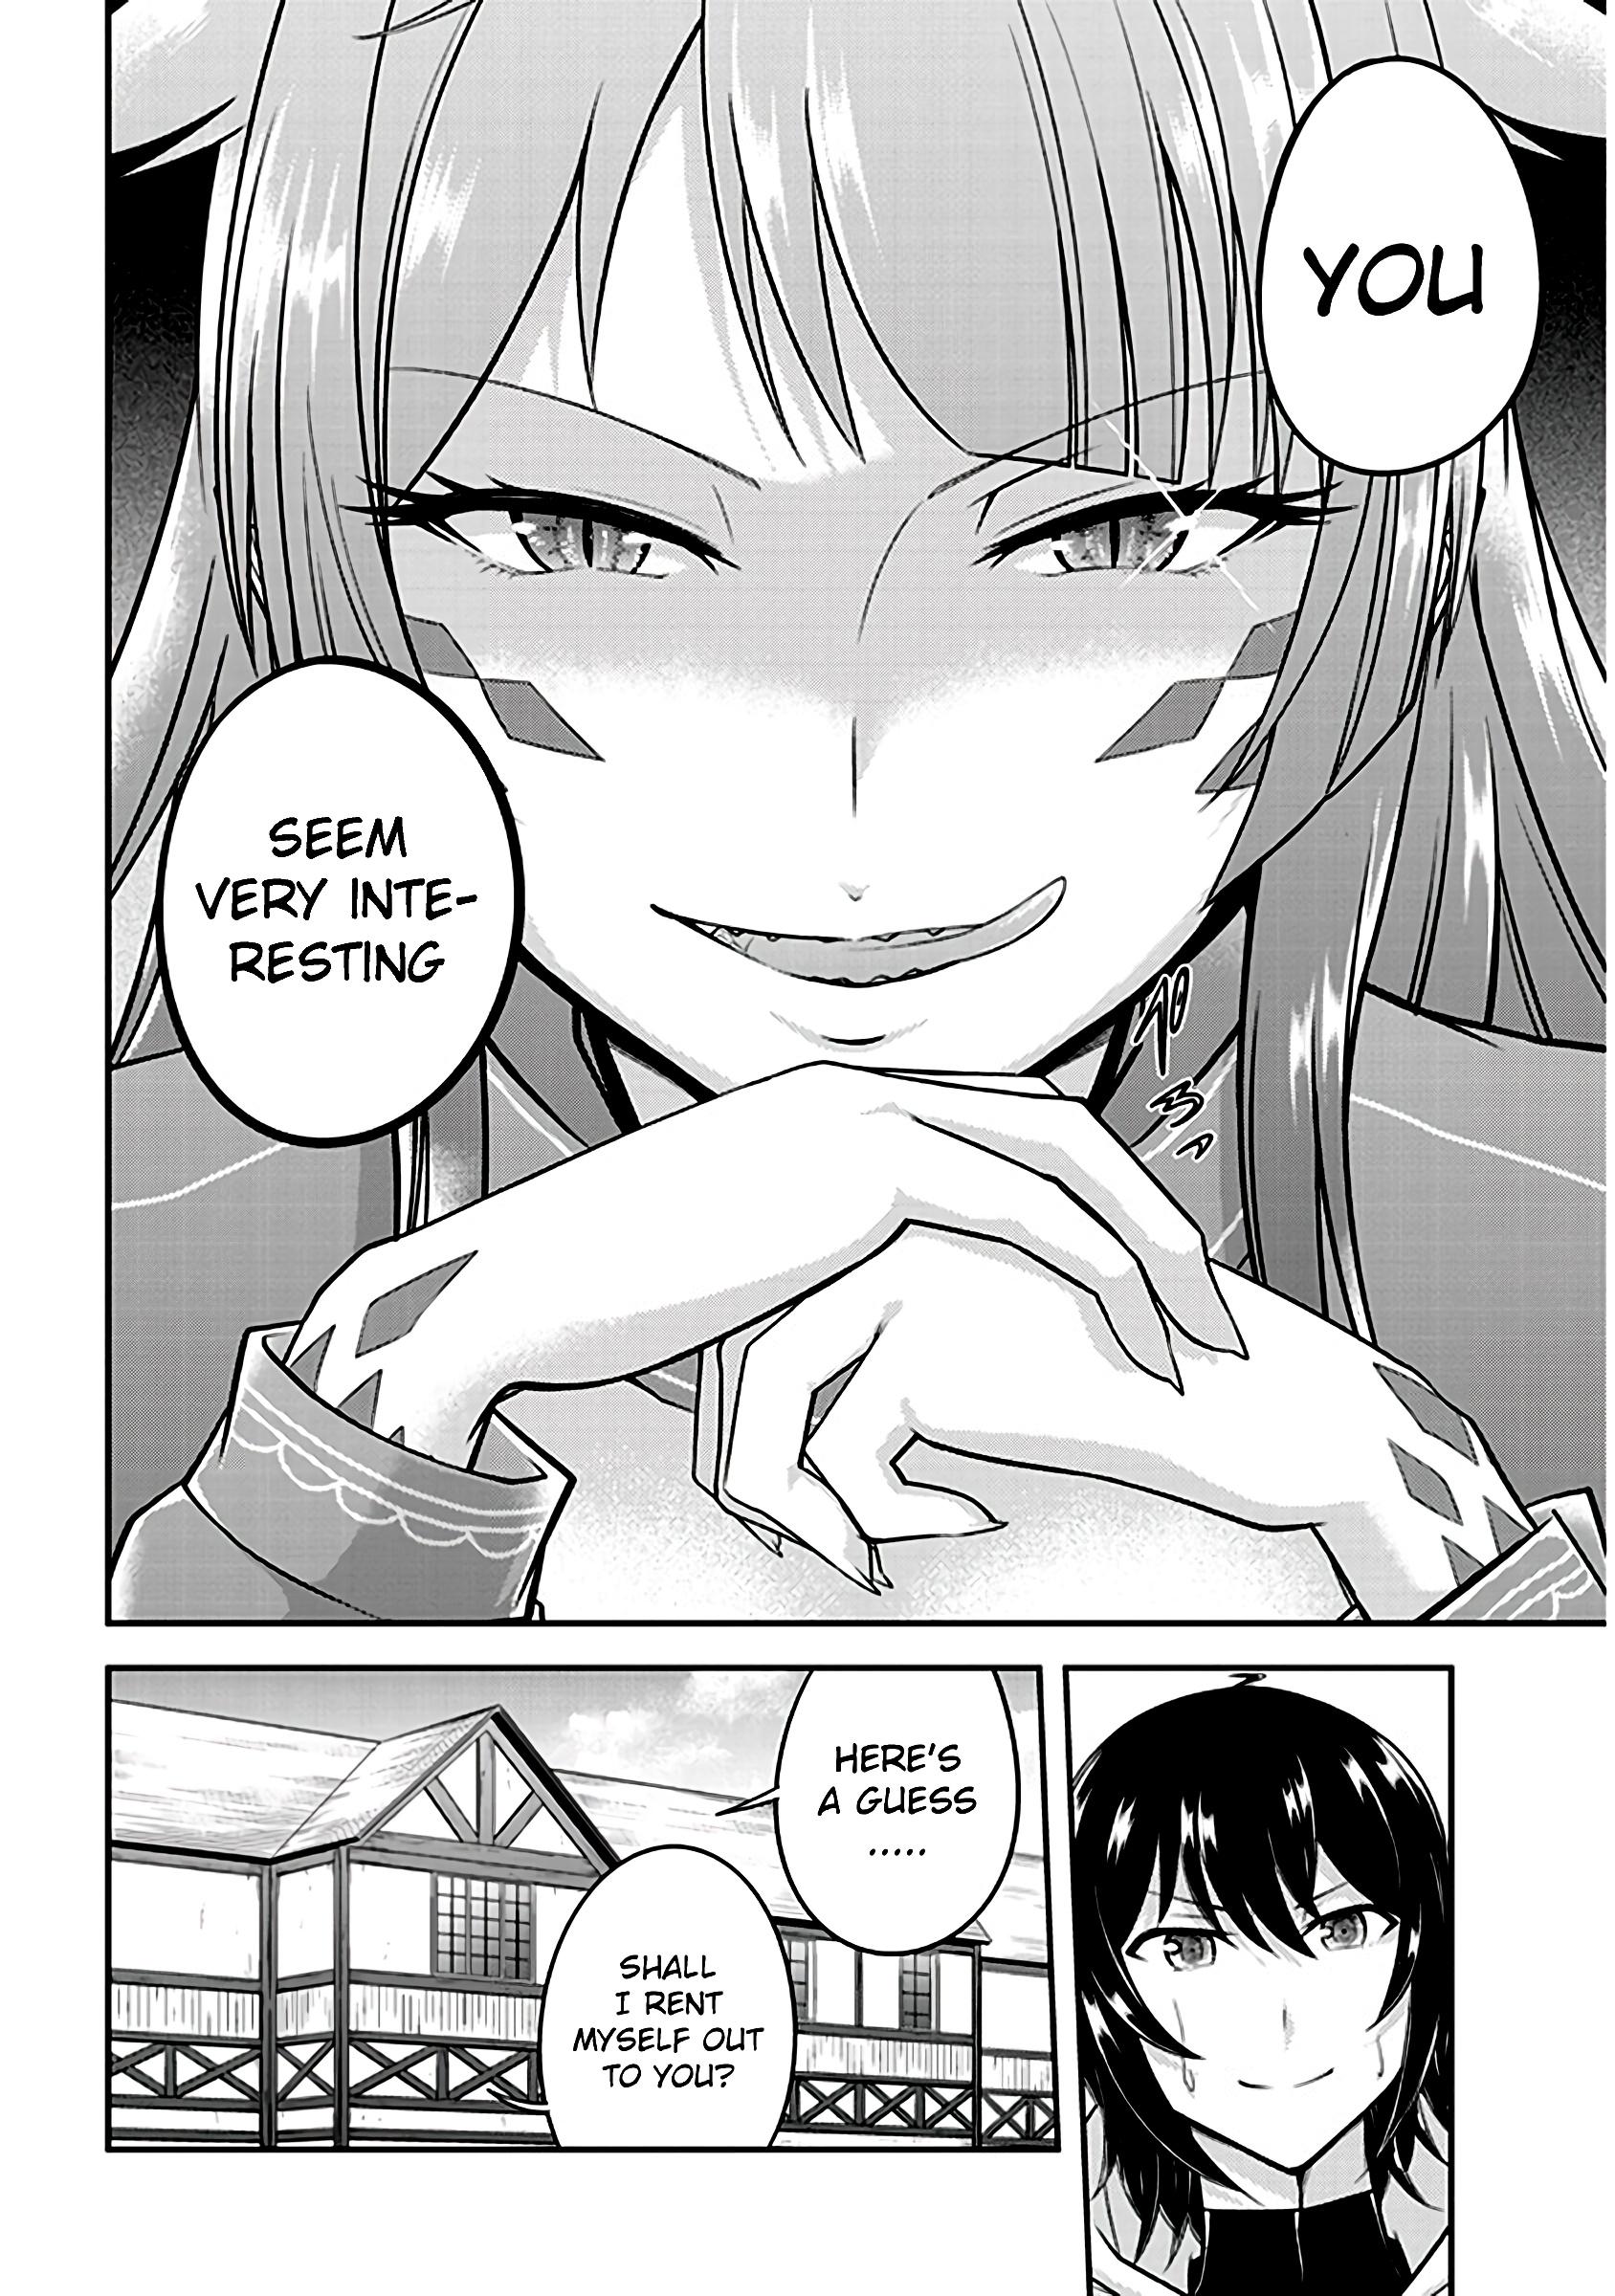 YOU
SEEM
VERY INTE-
RESTING
HERE'S
A GUESS
.....
SHALL
I RENT
MYSELF OUT
TO YOU?